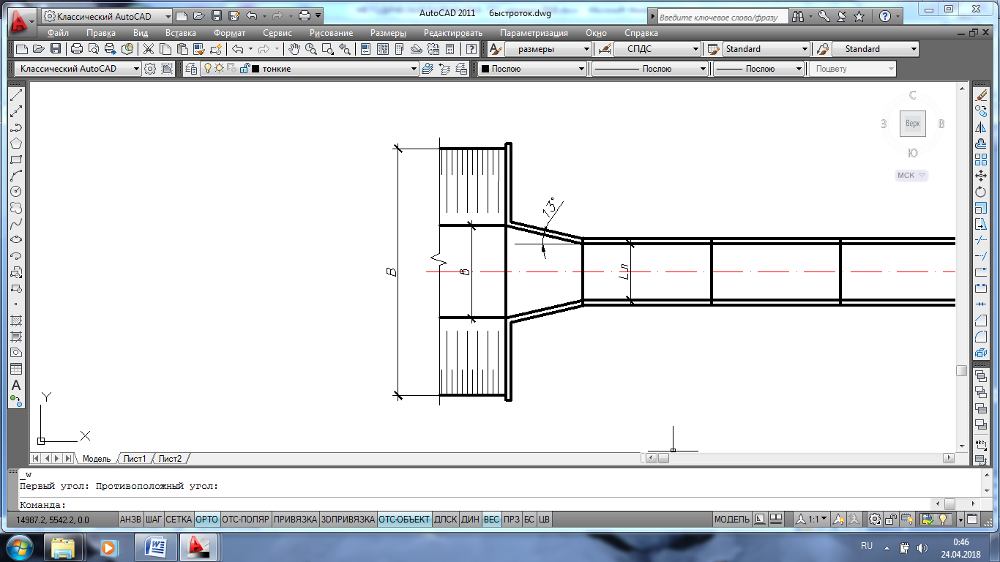 AutoCAD 2011 быстроток.dwg
Классический AutoCAD
Введите ключевое слово/фразу
Файл Правка Вид Вставка Формат Сервис Рисование Размеры Редактировать Параметризация Окно Справка
размеры СПДС Standard Standard
Классический AutoCAD тонкие Послою Послою Послою Поцвету
С
З Верх В
Ю
МСК
13°
B
в
Lл
Y
X
A
Модель Лист1 Лист2
_w
Первый угол: Противоположный угол:
Команда:
14987.2, 5542.2, 0.0 АНЗВ ШАГ СЕТКА ОРТО ОТС-ПОЛЯР ПРИВЯЗКА 3DПРИВЯЗКА ОТС-ОБЪЕКТ ДПСК ДИН ВЕС ПРЗ БС ЦВ МОДЕЛЬ 1:1
RU
0:46
24.04.2018